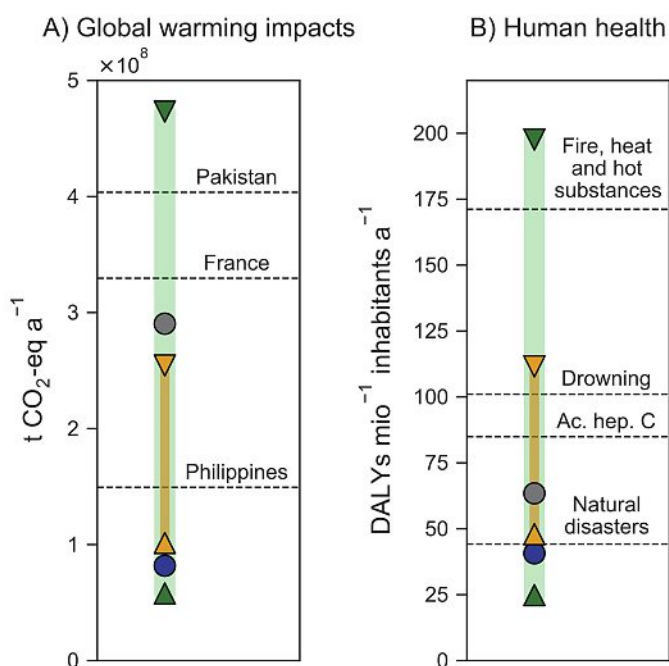 A) Global warming impacts
×10⁸
5
4
3
2
1
0
t CO₂-eq a⁻¹
Pakistan
France
Philippines
B) Human health
200
175
150
125
100
75
50
25
0
DALYs mio⁻¹ inhabitants a⁻¹
Fire, heat
and hot
substances
Drowning
Ac. hep. C
Natural
disasters